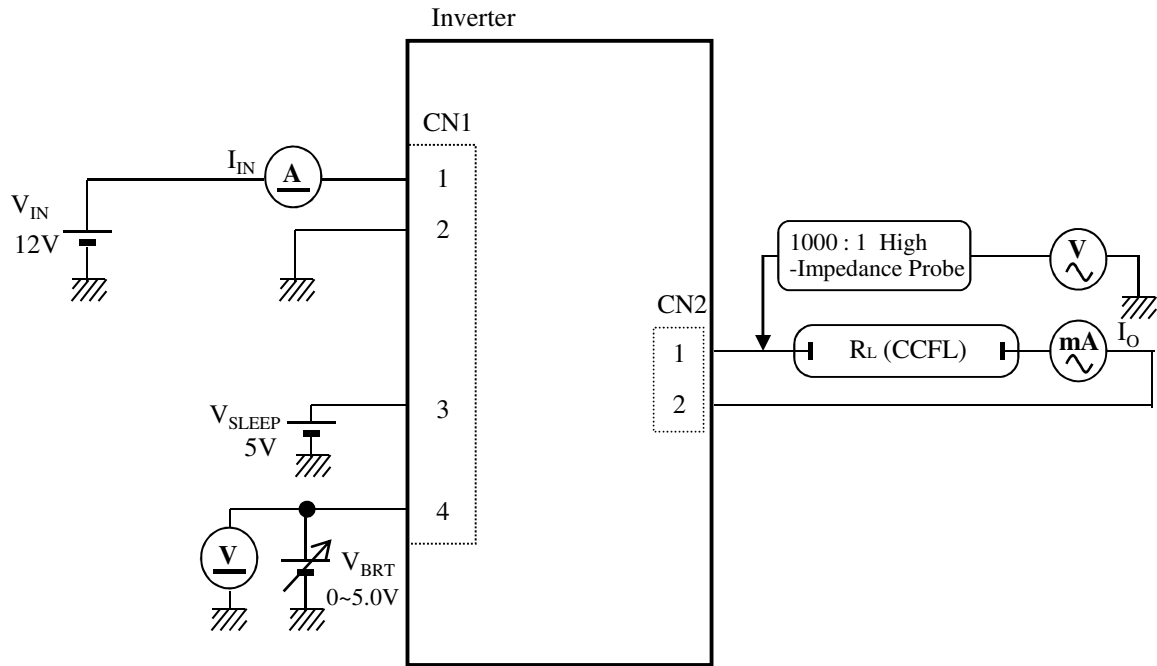 Inverter
CN1
I_IN
A
1
V_IN
12V
2
1000 : 1 High
-Impedance Probe
V
CN2
1
R_L (CCFL)
mA
I_O
2
V_SLEEP
5V
3
4
V
V_BRT
0~5.0V